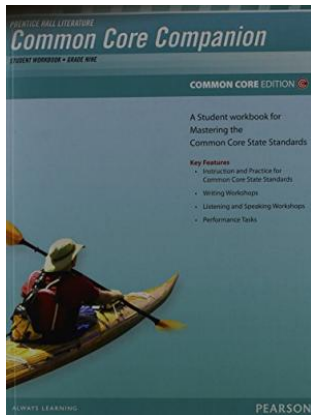 PRENTICE HALL LITERATURE
Common Core Companion
STUDENT WORKBOOK • GRADE NINE
COMMON CORE EDITION
A Student workbook for
Mastering the
Common Core State Standards
Key Features
• Instruction and Practice for
Common Core State Standards
• Writing Workshops
• Listening and Speaking Workshops
• Performance Tasks
ALWAYS LEARNING
PEARSON